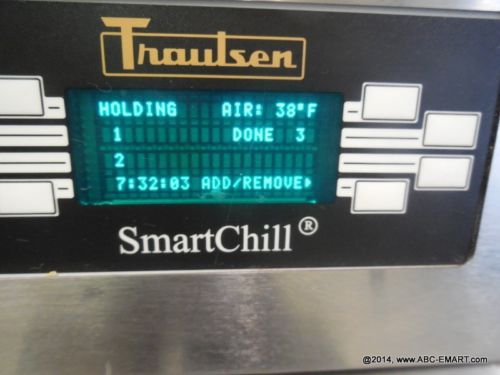 Traulsen
HOLDING AIR: 38°F
1 DONE 3
2
7:32:03 ADD/REMOVE▸
SmartChill®
@2014, www.ABC-EMART.com